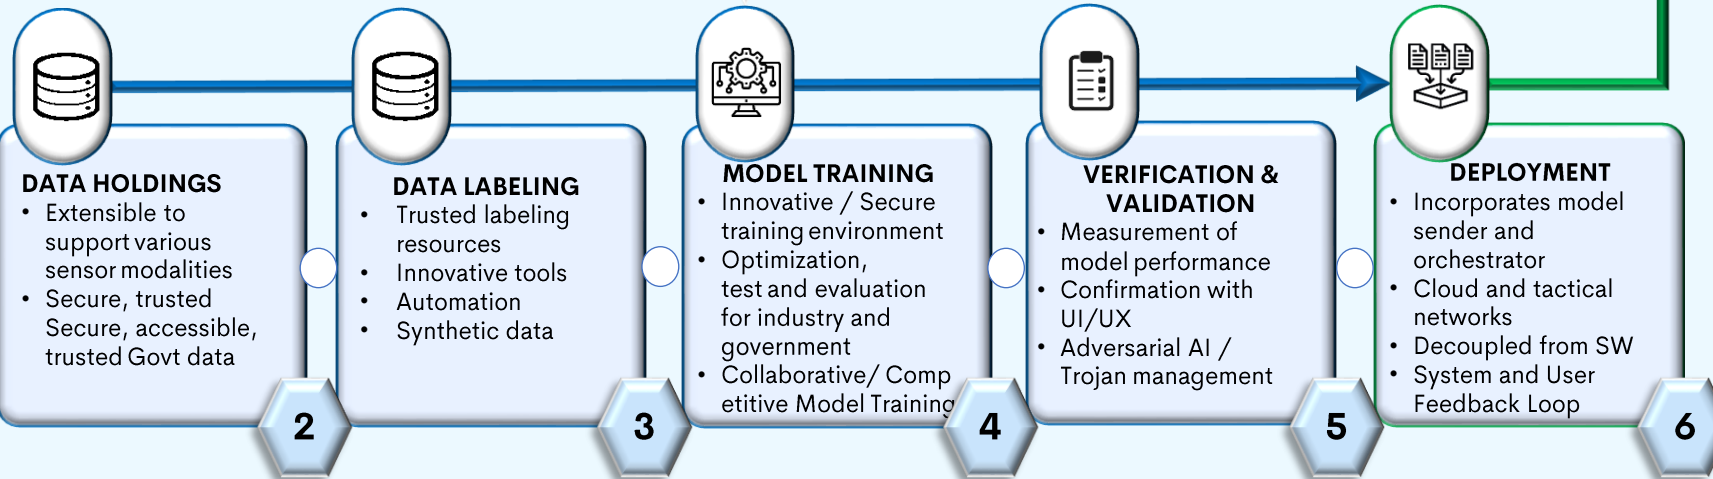 DATA HOLDINGS
• Extensible to
support various
sensor modalities
• Secure, trusted
Secure, accessible,
trusted Govt data
2
DATA LABELING
• Trusted labeling
resources
• Innovative tools
• Automation
• Synthetic data
3
MODEL TRAINING
• Innovative / Secure
training environment
• Optimization,
test and evaluation
for industry and
government
• Collaborative/ Comp
etitive Model Training
4
VERIFICATION &
VALIDATION
• Measurement of
model performance
• Confirmation with
UI/UX
• Adversarial AI /
Trojan management
5
DEPLOYMENT
• Incorporates model
sender and
orchestrator
• Cloud and tactical
networks
• Decoupled from SW
• System and User
Feedback Loop
6